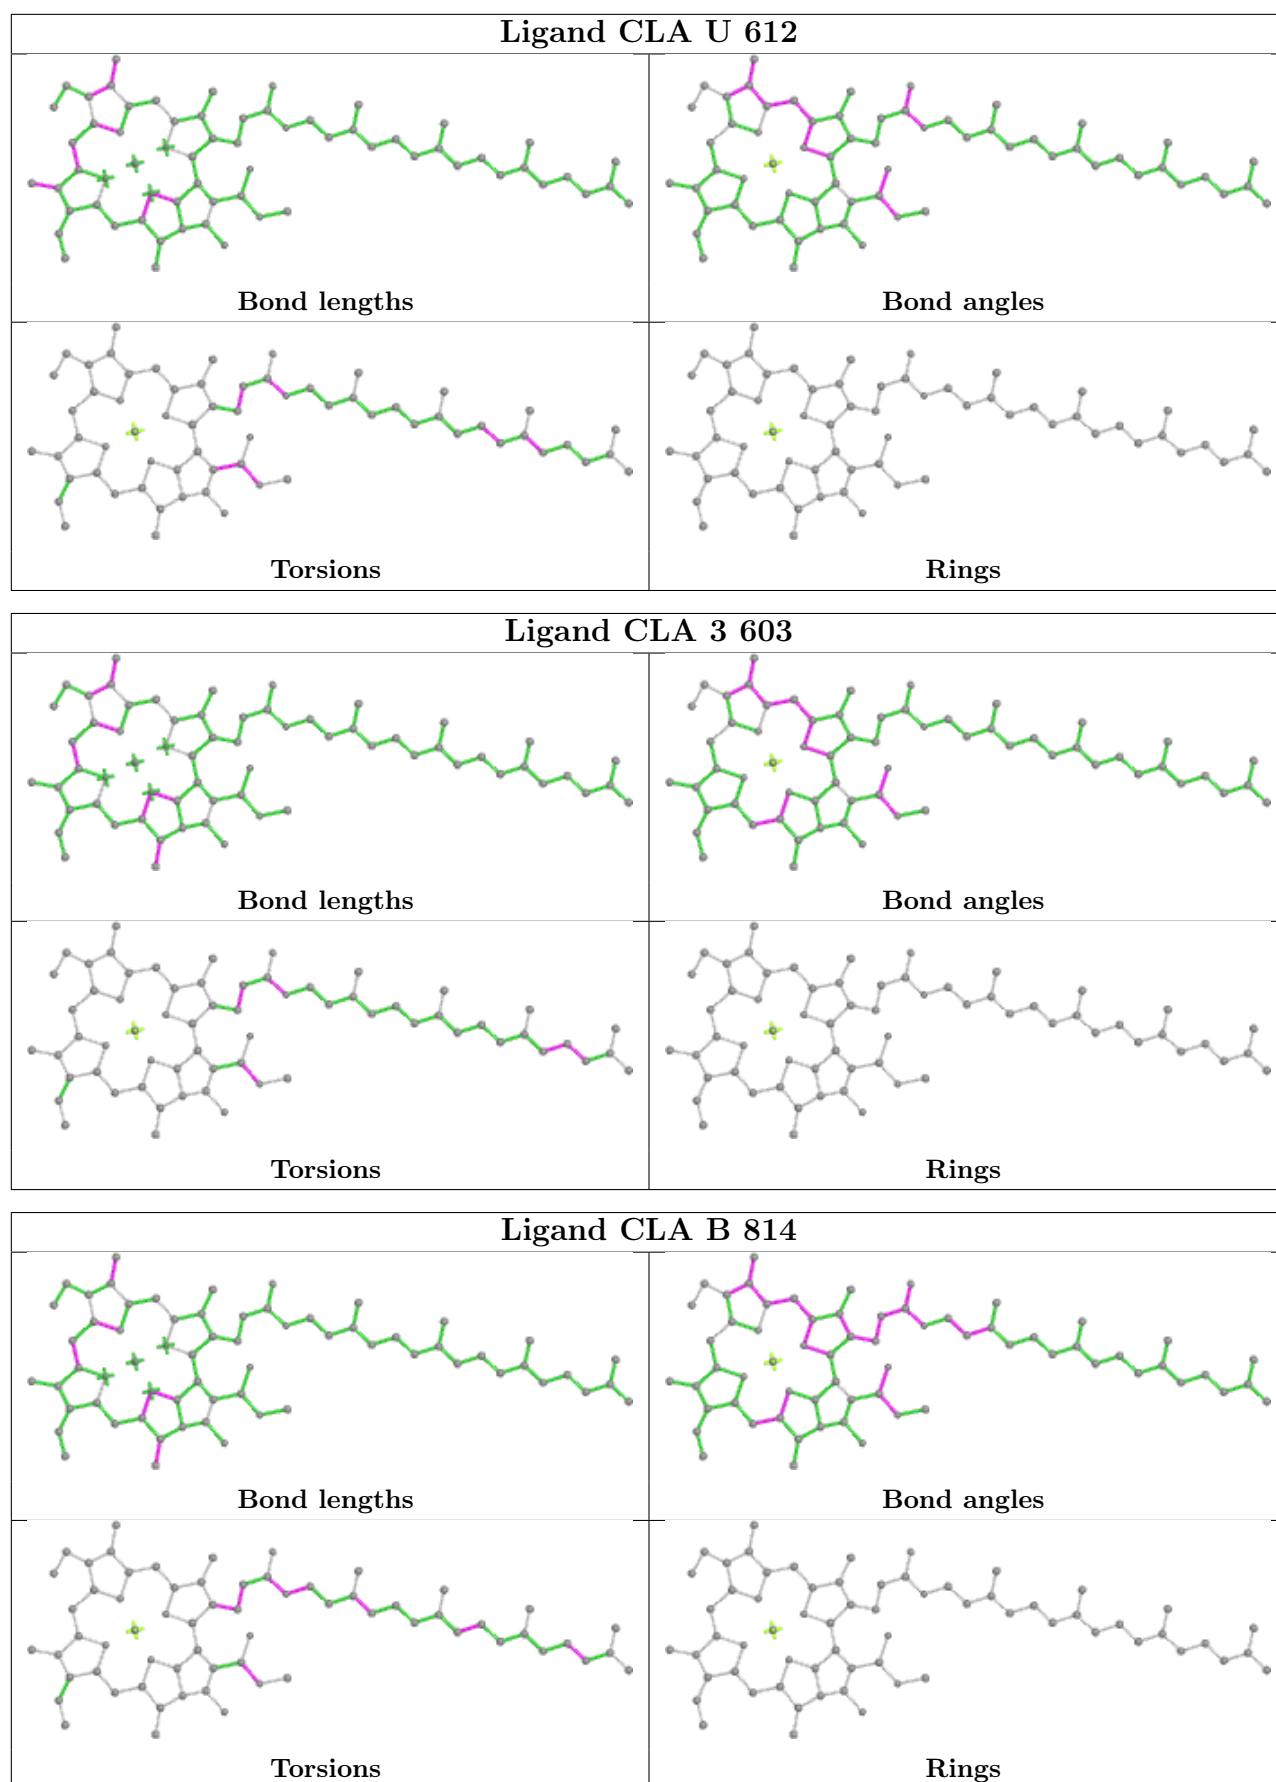 Ligand CLA U 612
Bond lengths
Bond angles
Torsions
Rings
Ligand CLA 3 603
Bond lengths
Bond angles
Torsions
Rings
Ligand CLA B 814
Bond lengths
Bond angles
Torsions
Rings